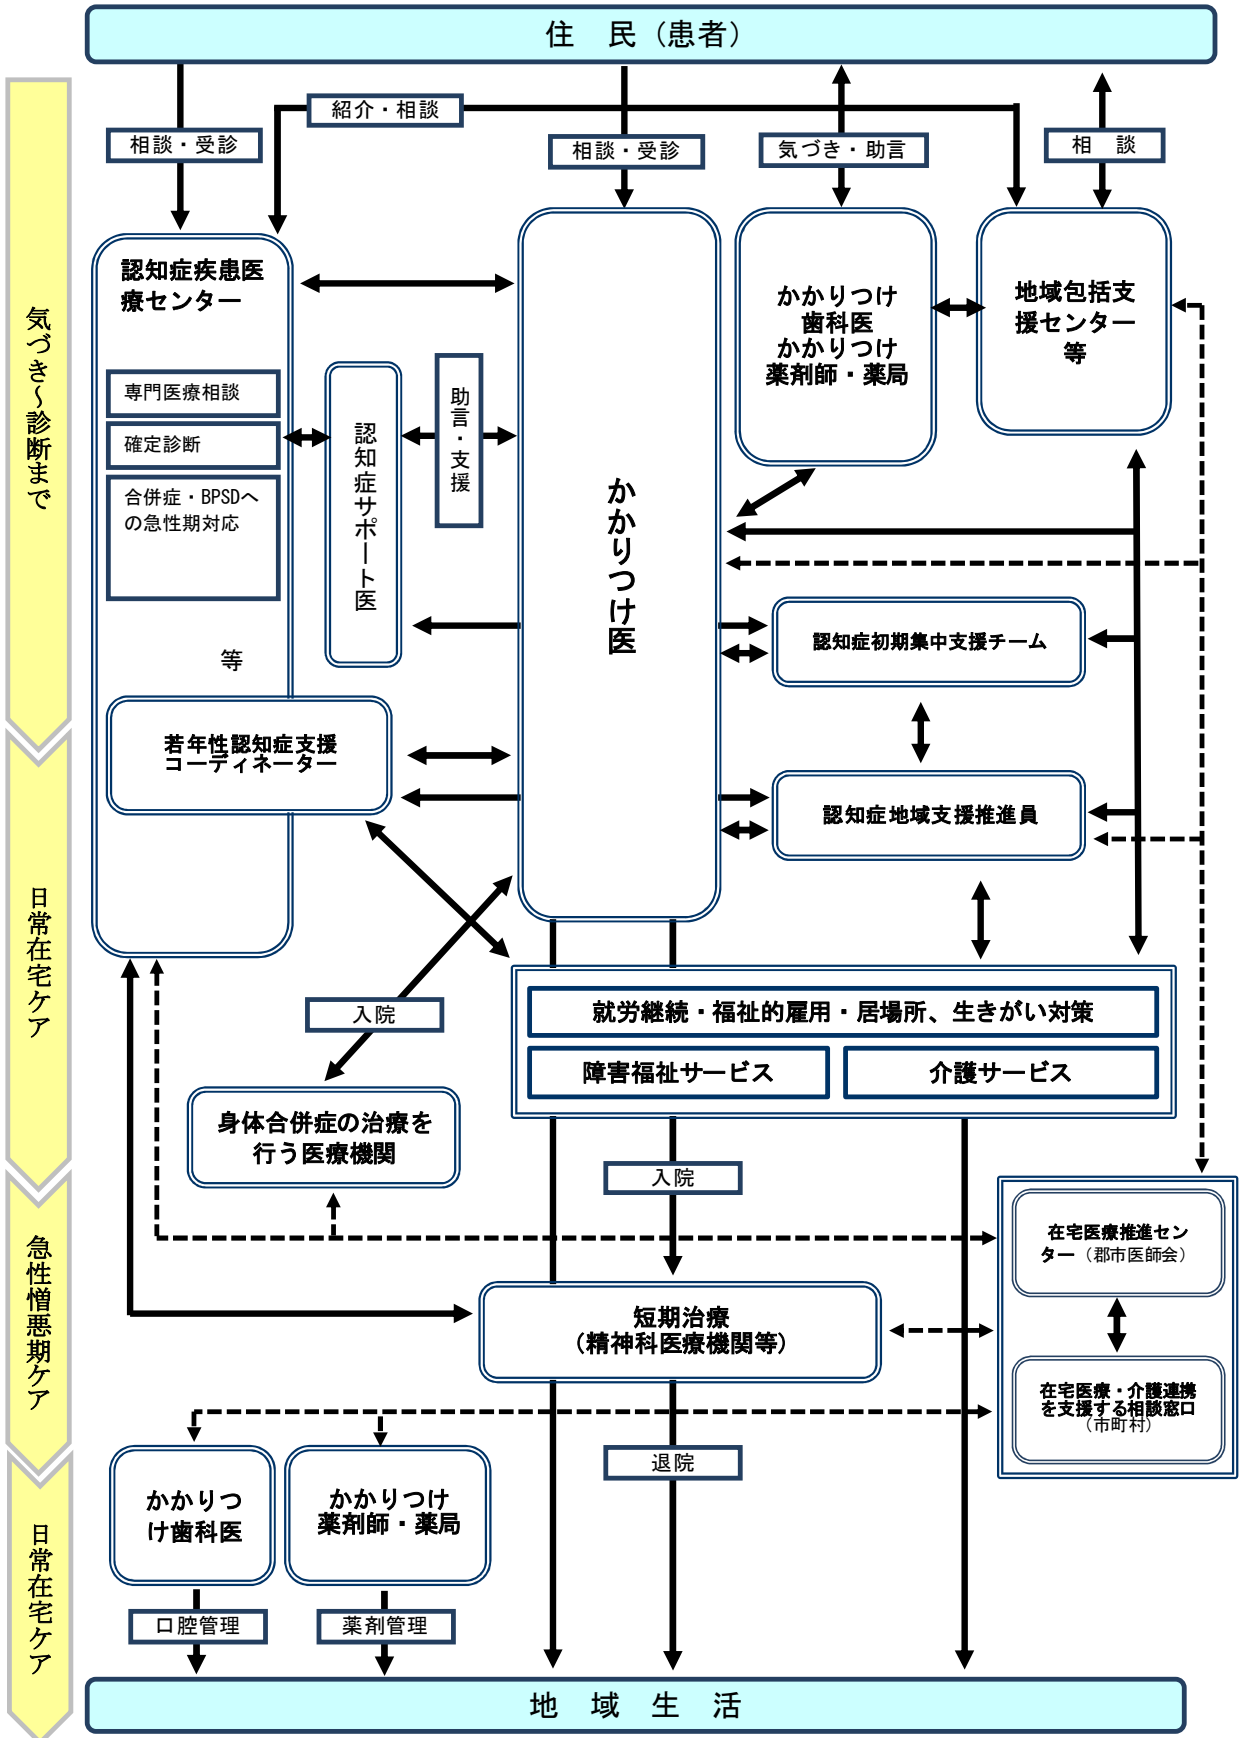 住　民（患者）
紹介・相談
相談・受診
相談・受診
気づき・助言
相　談
気づき～診断まで
認知症疾患医
療センター
専門医療相談
確定診断
合併症・BPSDへ
の急性期対応
等
認知症サポート医
助言・支援
かかりつけ医
かかりつけ
歯科医
かかりつけ
薬剤師・薬局
地域包括支
援センター
等
認知症初期集中支援チーム
若年性認知症支援
コーディネーター
認知症地域支援推進員
日常在宅ケア
入院
就労継続・福祉的雇用・居場所、生きがい対策
障害福祉サービス
介護サービス
身体合併症の治療を
行う医療機関
入院
急性憎悪期ケア
在宅医療推進セン
ター（郡市医師会）
短期治療
（精神科医療機関等）
在宅医療・介護連携
を支援する相談窓口
（市町村）
退院
かかりつ
け歯科医
かかりつけ
薬剤師・薬局
日常在宅ケア
口腔管理
薬剤管理
地　域　生　活